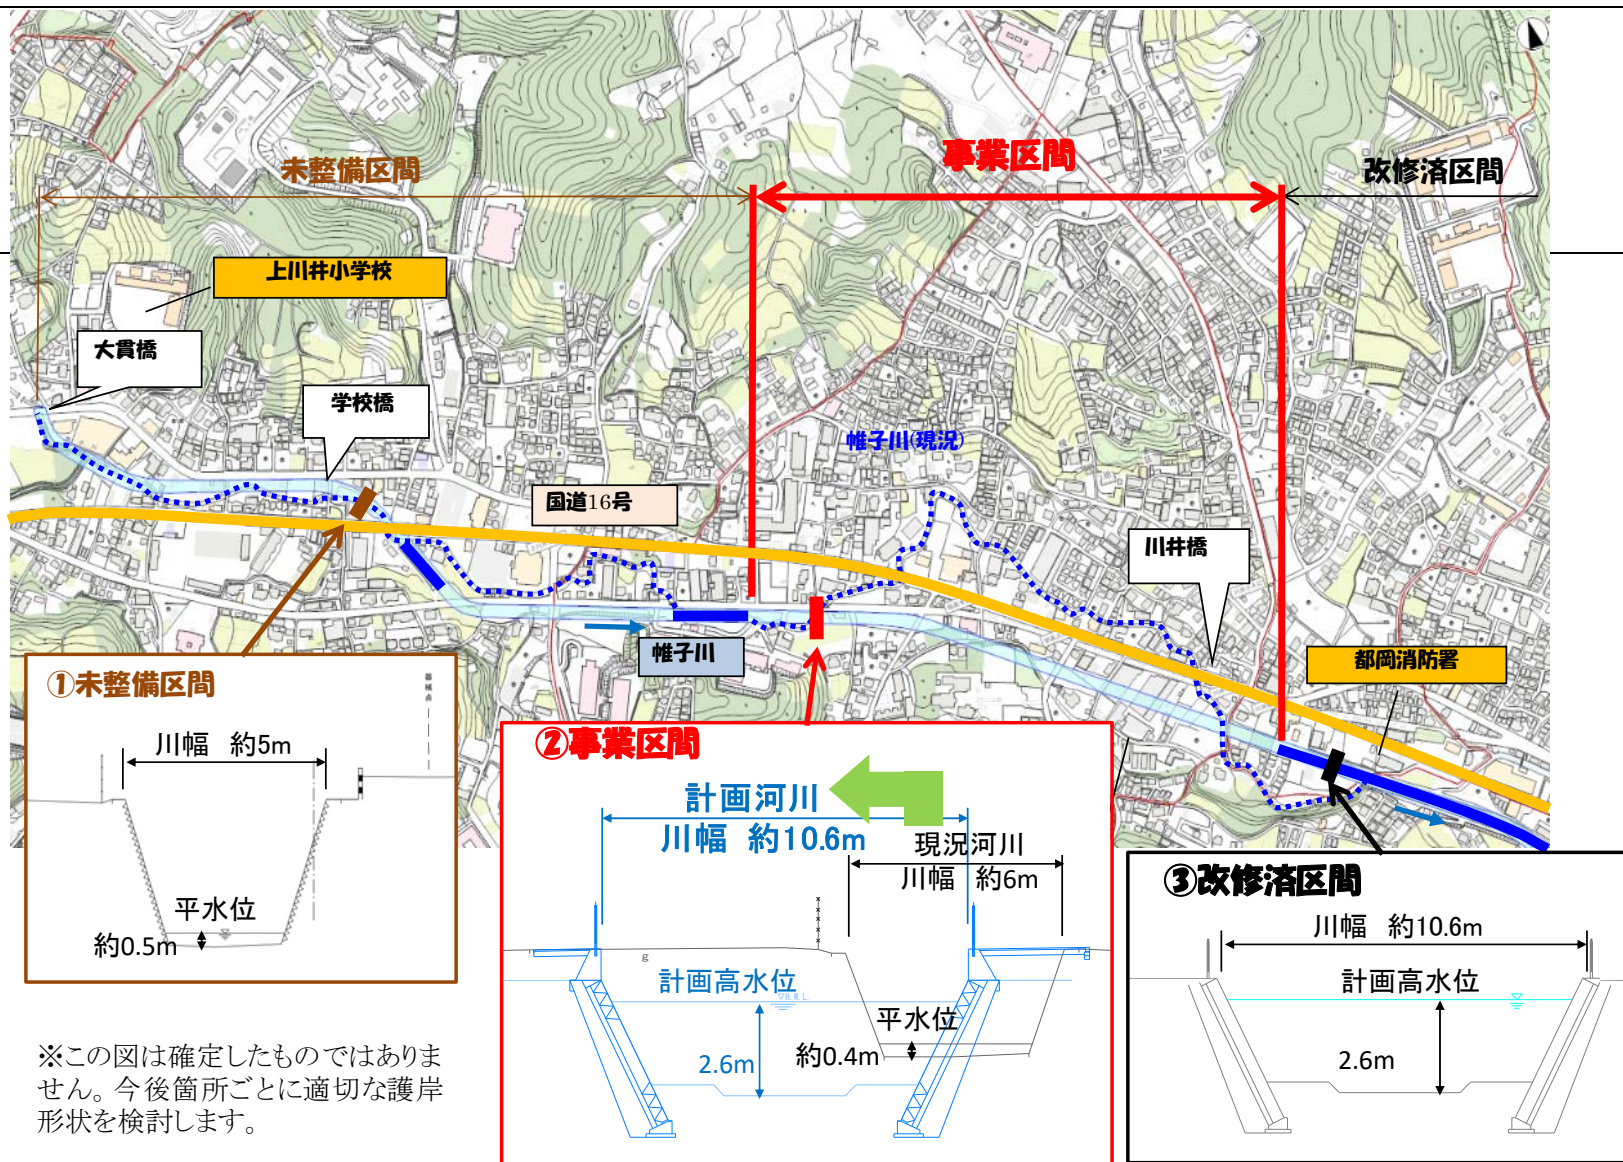 未整備区間
事業区間
改修済区間
上川井小学校
大貫橋
学校橋
帷子川(現況)
国道16号
川井橋
帷子川
都岡消防署
①未整備区間
器械点
川幅 約5m
平水位
約0.5m
②事業区間
計画河川
川幅 約10.6m
現況河川
川幅 約6m
g
計画高水位
▽H.W.L.
平水位
約0.4m
2.6m
③改修済区間
川幅 約10.6m
計画高水位
2.6m
※この図は確定したものではありま
せん。今後箇所ごとに適切な護岸
形状を検討します。